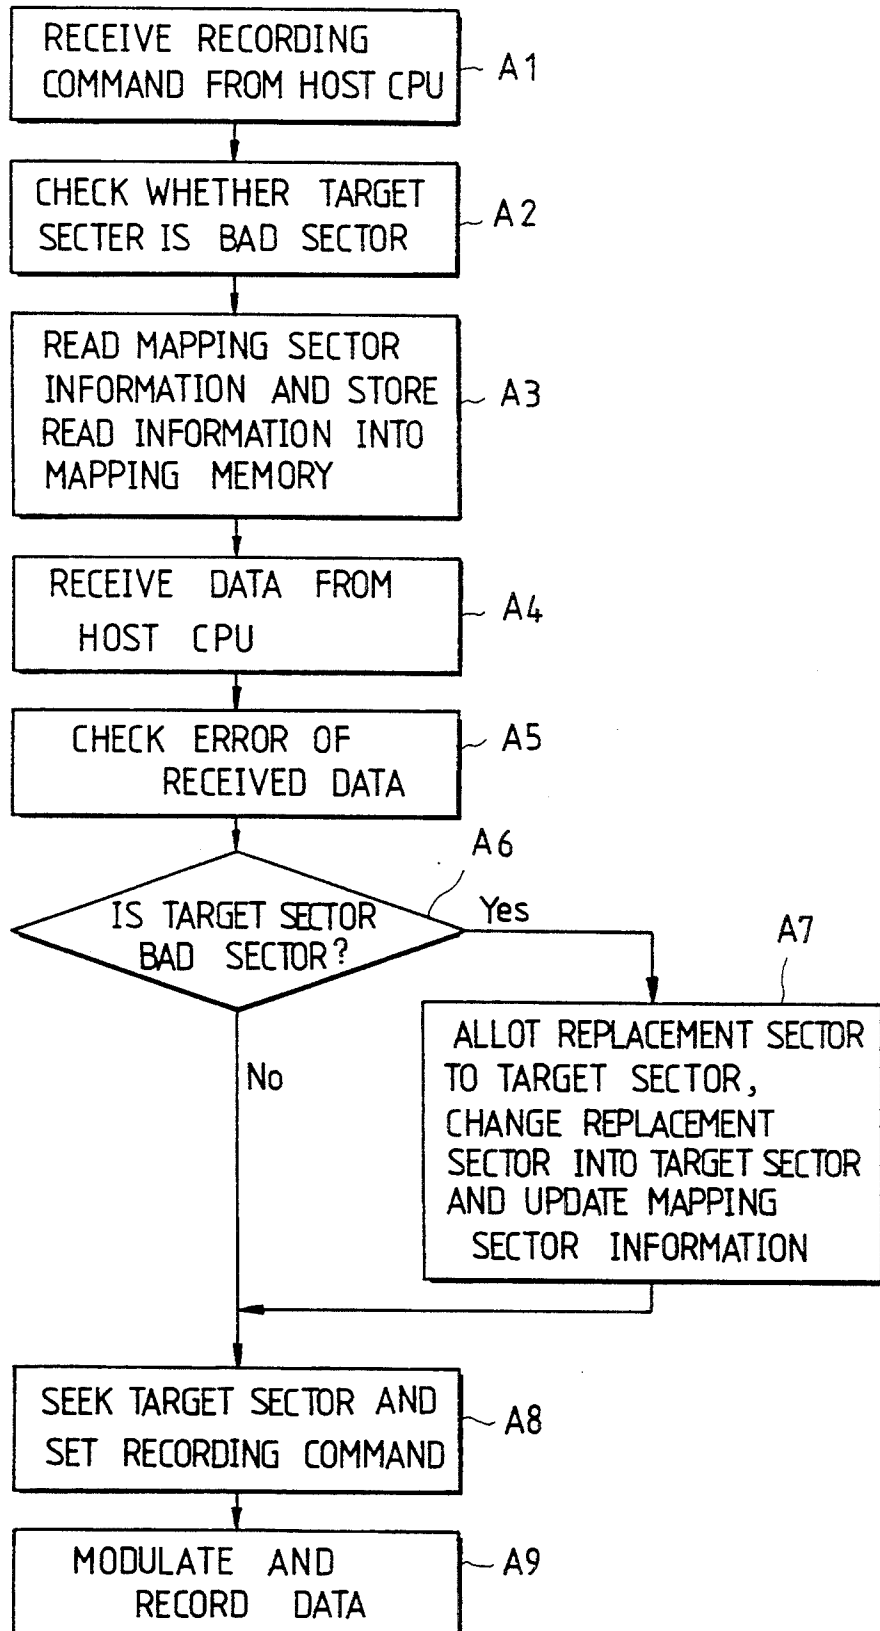 RECEIVE RECORDING
COMMAND FROM HOST CPU
A1
CHECK WHETHER TARGET
SECTER IS BAD SECTOR
A2
READ MAPPING SECTOR
INFORMATION AND STORE
READ INFORMATION INTO
MAPPING MEMORY
A3
RECEIVE DATA FROM
HOST CPU
A4
CHECK ERROR OF
RECEIVED DATA
A5
IS TARGET SECTOR
BAD SECTOR?
A6
Yes
No
ALLOT REPLACEMENT SECTOR
TO TARGET SECTOR,
CHANGE REPLACEMENT
SECTOR INTO TARGET SECTOR
AND UPDATE MAPPING
SECTOR INFORMATION
A7
SEEK TARGET SECTOR AND
SET RECORDING COMMAND
A8
MODULATE AND
RECORD DATA
A9